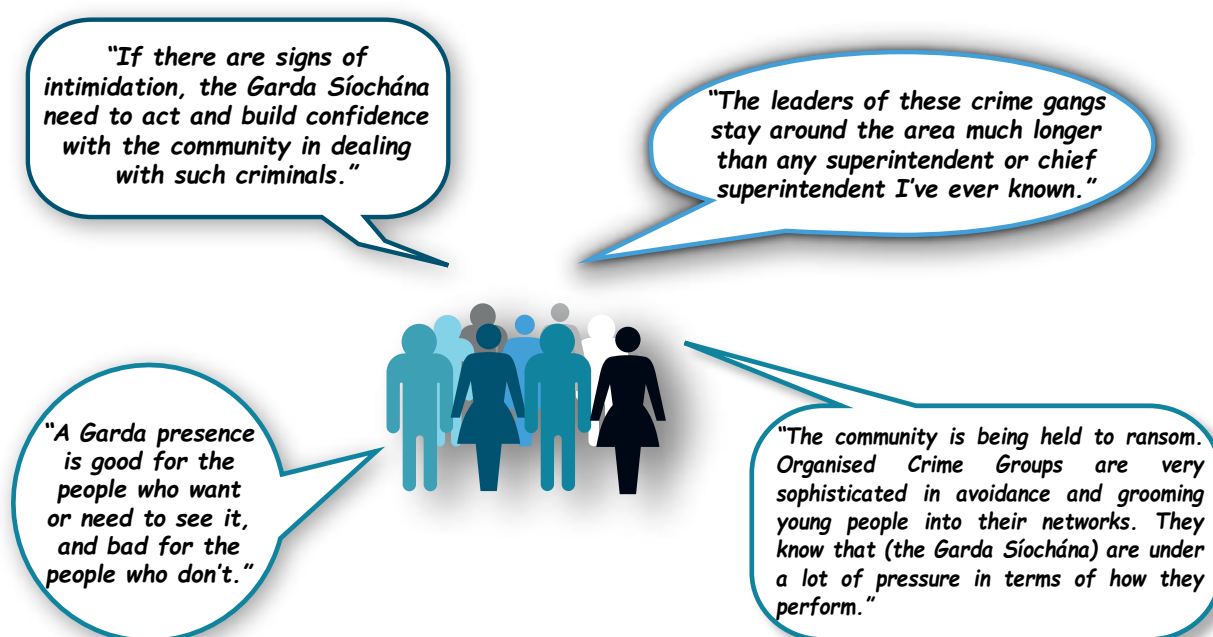 “If there are signs of
intimidation, the Garda Síochána
need to act and build confidence
with the community in dealing
with such criminals.”
“The leaders of these crime gangs
stay around the area much longer
than any superintendent or chief
superintendent I’ve ever known.”
“A Garda presence
is good for the
people who want
or need to see it,
and bad for the
people who don’t.”
“The community is being held to ransom.
Organised Crime Groups are very
sophisticated in avoidance and grooming
young people into their networks. They
know that (the Garda Síochána) are under
a lot of pressure in terms of how they
perform.”